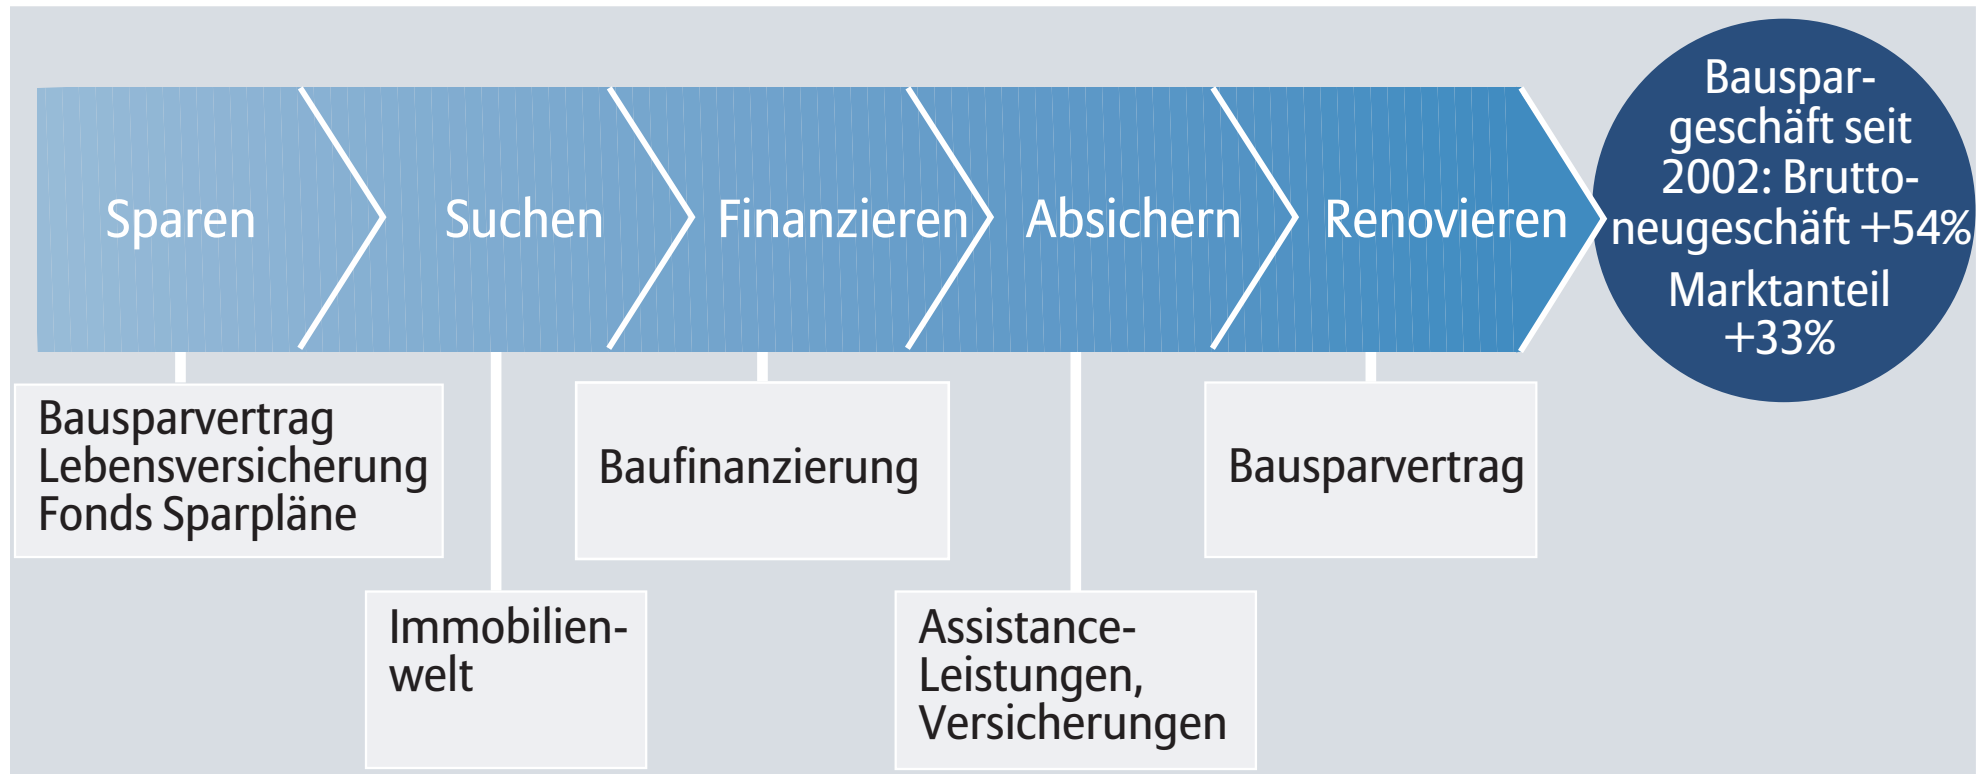 Sparen
Suchen
Finanzieren
Absichern
Renovieren
Bauspar-
geschäft seit
2002: Brutto-
neugeschäft +54%
Marktanteil
+33%
Bausparvertrag
Lebensversicherung
Fonds Sparpläne
Immobilien-
welt
Baufinanzierung
Assistance-
Leistungen,
Versicherungen
Bausparvertrag